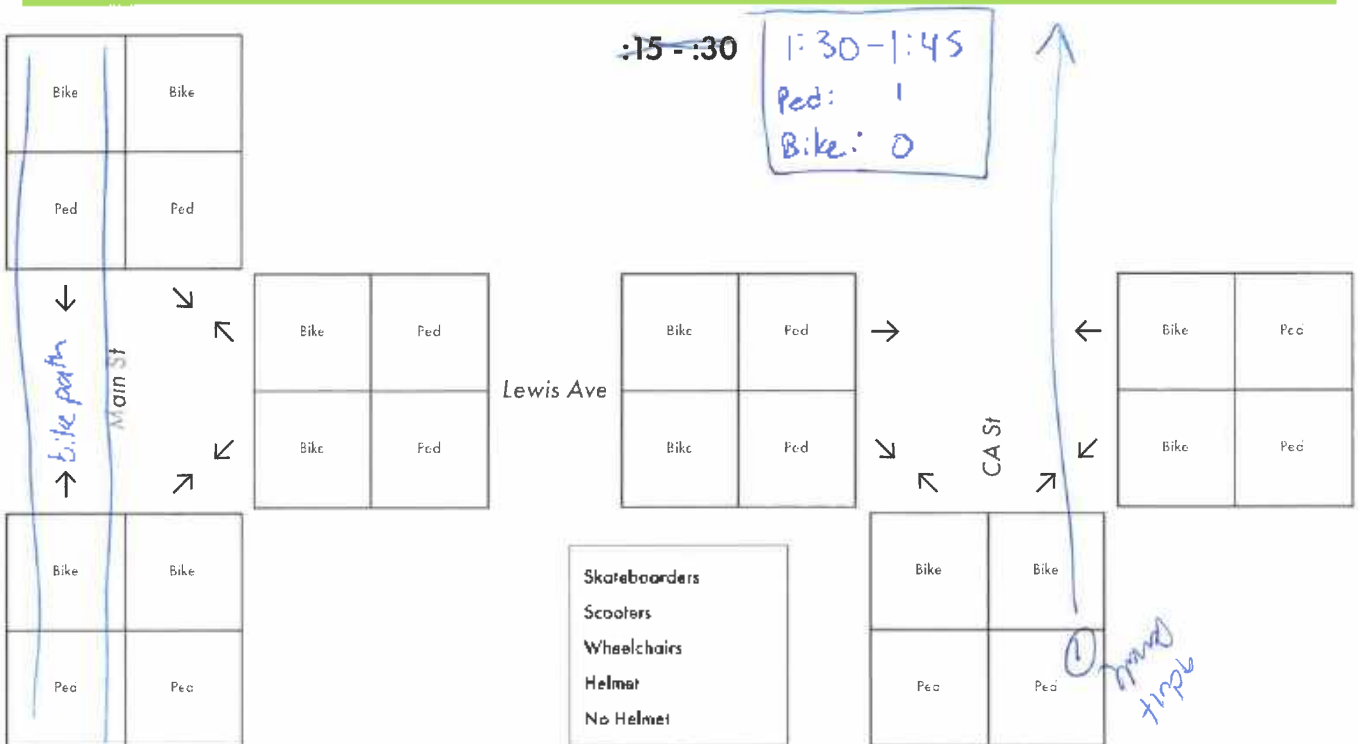 :15 - :30
1:30-1:45
Ped: 1
Bike: 0
Bike Bike
Ped Ped
Bike Ped
Bike Ped
Lewis Ave
Bike Ped
Bike Ped
Bike Ped
Bike Ped
bike path
Main St
CA St
Bike Bike
Ped Ped
Skateboarders
Scooters
Wheelchairs
Helmet
No Helmet
Bike Bike
Ped Ped
1
adult